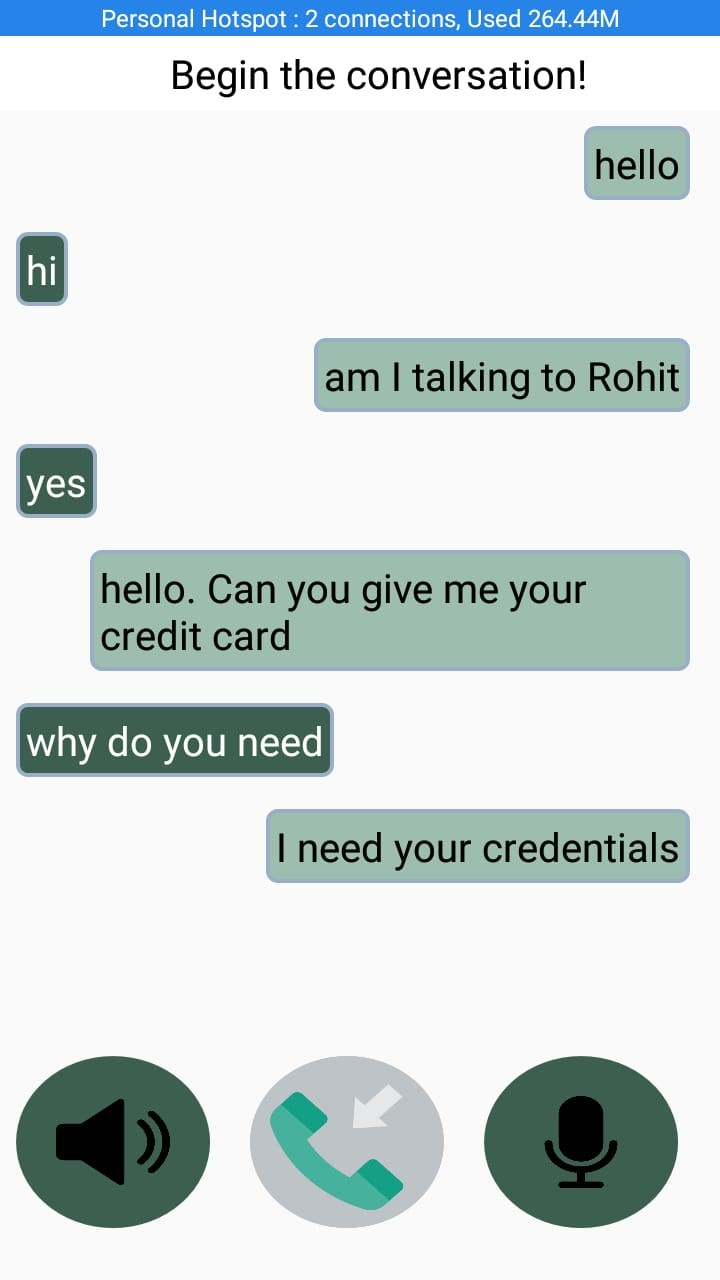 Personal Hotspot : 2 connections, Used 264.44M
Begin the conversation!
hello
hi
am I talking to Rohit
yes
hello. Can you give me your
credit card
why do you need
I need your credentials